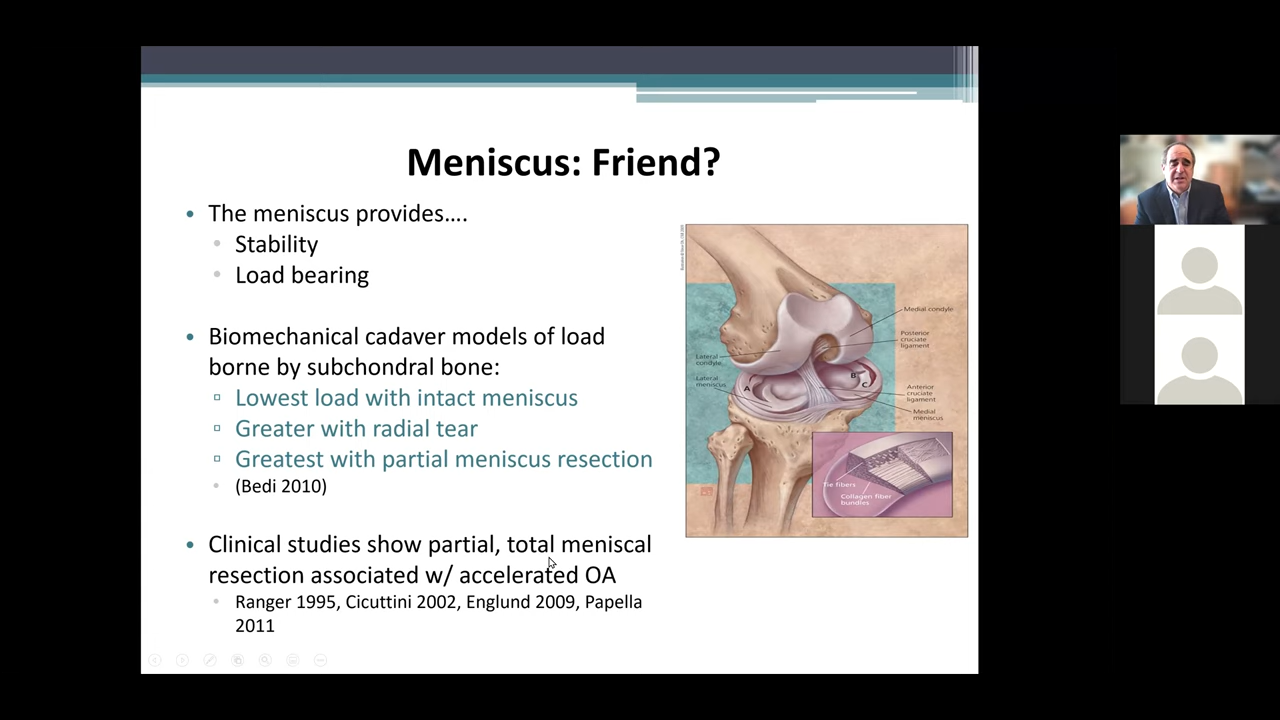 Meniscus: Friend?
The meniscus provides….
Stability
Load bearing
Biomechanical cadaver models of load
borne by subchondral bone:
Lowest load with intact meniscus
Greater with radial tear
Greatest with partial meniscus resection
(Bedi 2010)
Clinical studies show partial, total meniscal
resection associated w/ accelerated OA
Ranger 1995, Cicuttini 2002, Englund 2009, Papella
2011
Medial condyle
Posterior
cruciate
ligament
Lateral
condyle
Lateral
meniscus
A
B
C
Anterior
cruciate
ligament
Medial
meniscus
Tie fibers
Collagen fiber
bundles